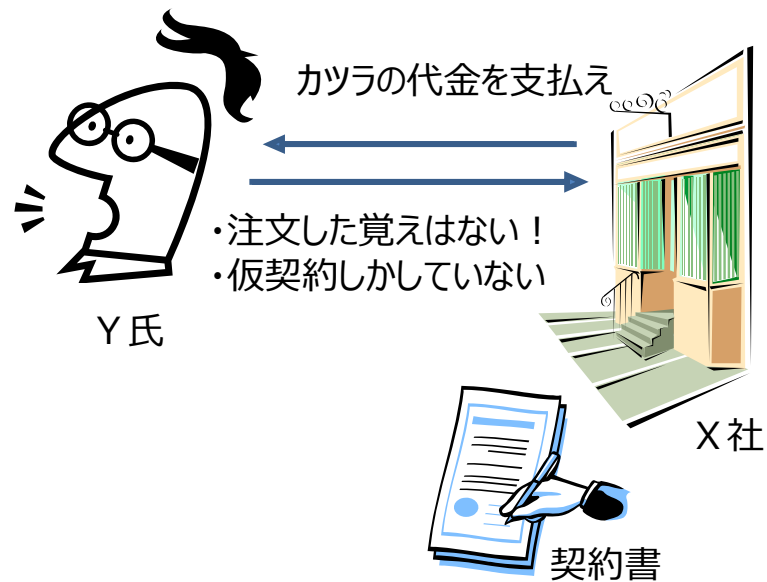 カツラの代金を支払え
・注文した覚えはない！
・仮契約しかしていない
Ｙ氏
Ｘ社
契約書